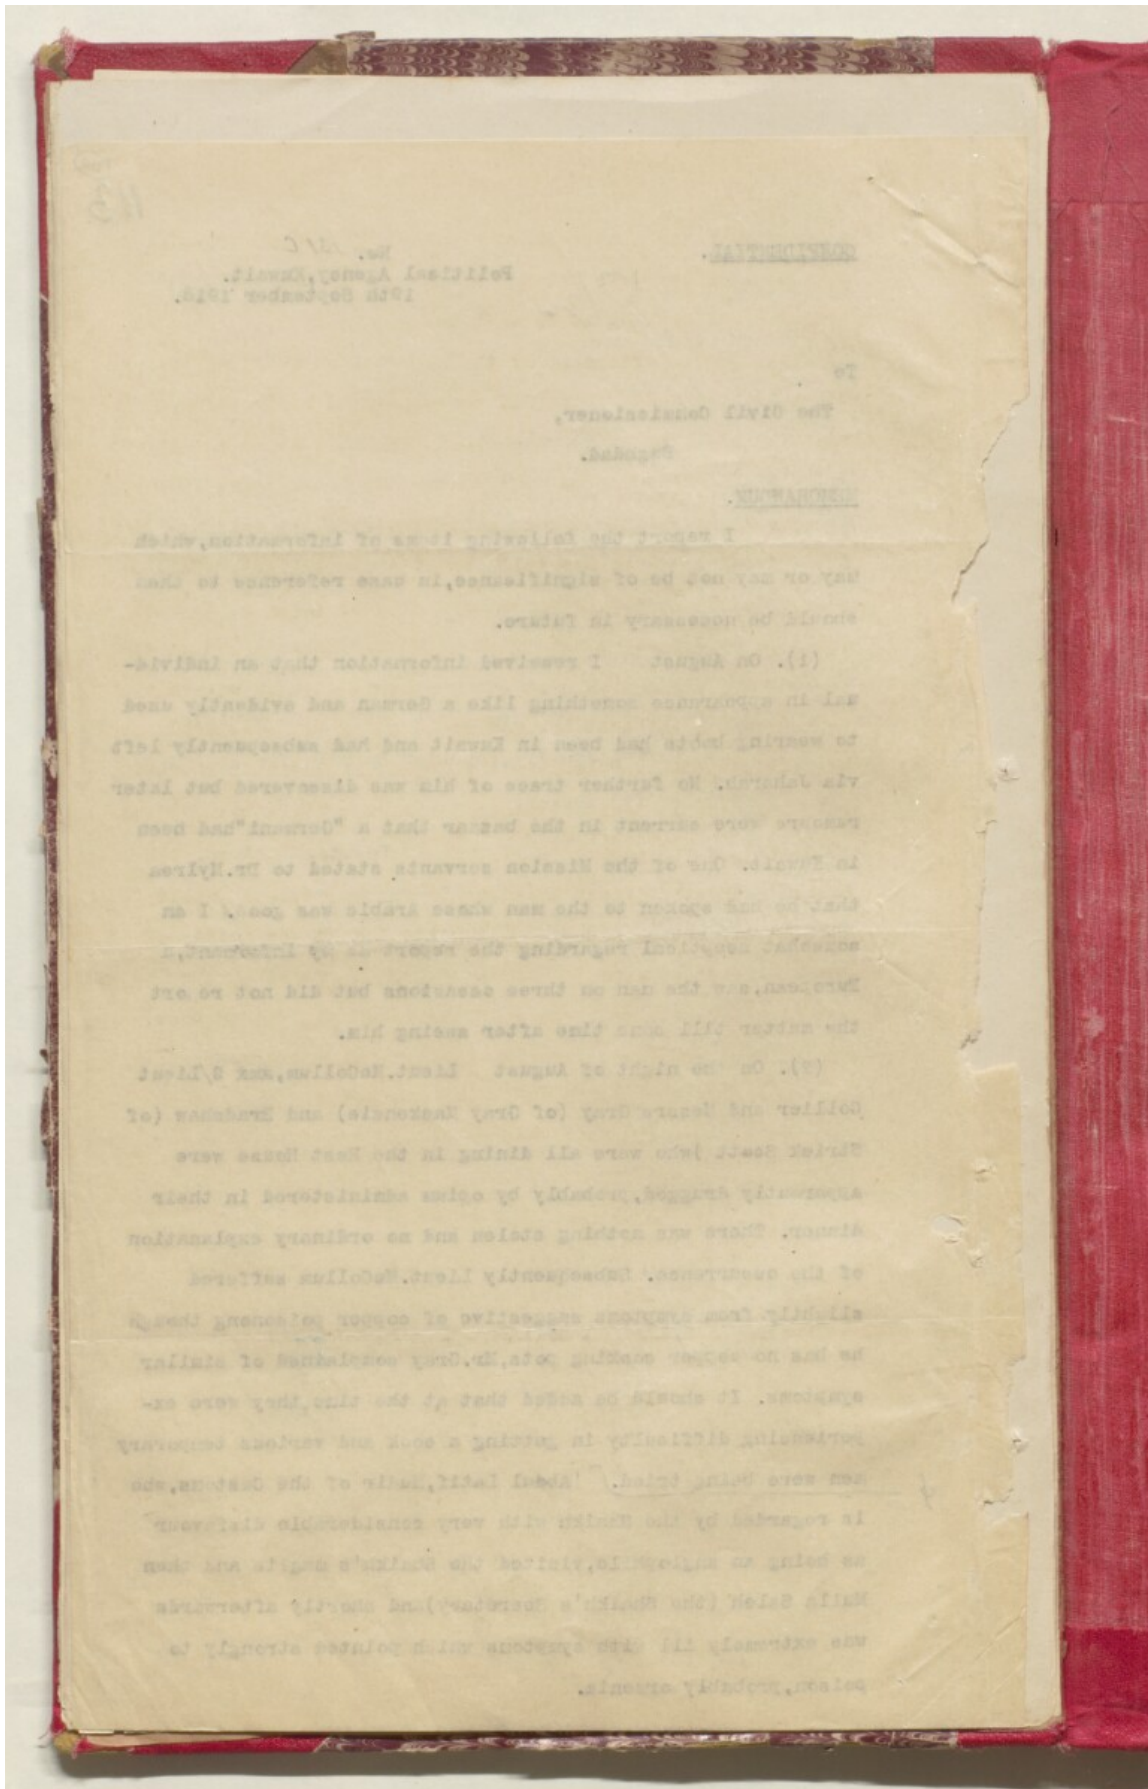 CONFIDENTIAL.
No.
Political Agency, Kuwait.
19th September 1918.
To
The Civil Commissioner,
Baghdad.
MEMORANDUM.
I report the following items of information, which
may or may not be of significance, in case reference to them
should be necessary in future.
(1). On August I received information that an individ-
ual in appearance something like a German and evidently used
to wearing boots had been in Kuwait and had subsequently left
via Jaharah. No further trace of him was discovered but later
rumours were current in the bazaar that a "Germani" had been
in Kuwait. One of the Mission servants stated to Dr. Mylrea
that he had spoken to the man whose Arabic was good. I am
somewhat sceptical regarding the report as my informant, a
European, saw the man on three occasions but did not re ort
the matter till some time after seeing him.
(2). On the night of August Lieut. McCollum, xxx 2/Lieut
Collier and Messrs Gray (of Gray Mackenzie) and Bradshaw (of
Strick Scott ) who were all dining in the Rest House were
apparently drugged, probably by opium administered in their
dinner. There was nothing stolen and no ordinary explanation
of the occurrence. Subsequently Lieut. McCollum suffered
slightly from symptoms suggestive of copper poisoning though
he has no copper cooking pots, Mr. Gray complained of similar
symptoms. It should be added that at the time, they were ex-
periencing difficulty in getting a cook and various temporary
men were being tried. Abdul Latif, Mudir of the Customs, who
is regarded by the Shaikh with very considerable disfavour
as being an anglophile, visited the Shaikh's and then
Mulla Saleh (the Shaikh's Secretary) and shortly afterwards
was extremely ill with symptoms which pointed strongly to
poison, probably arsenic.